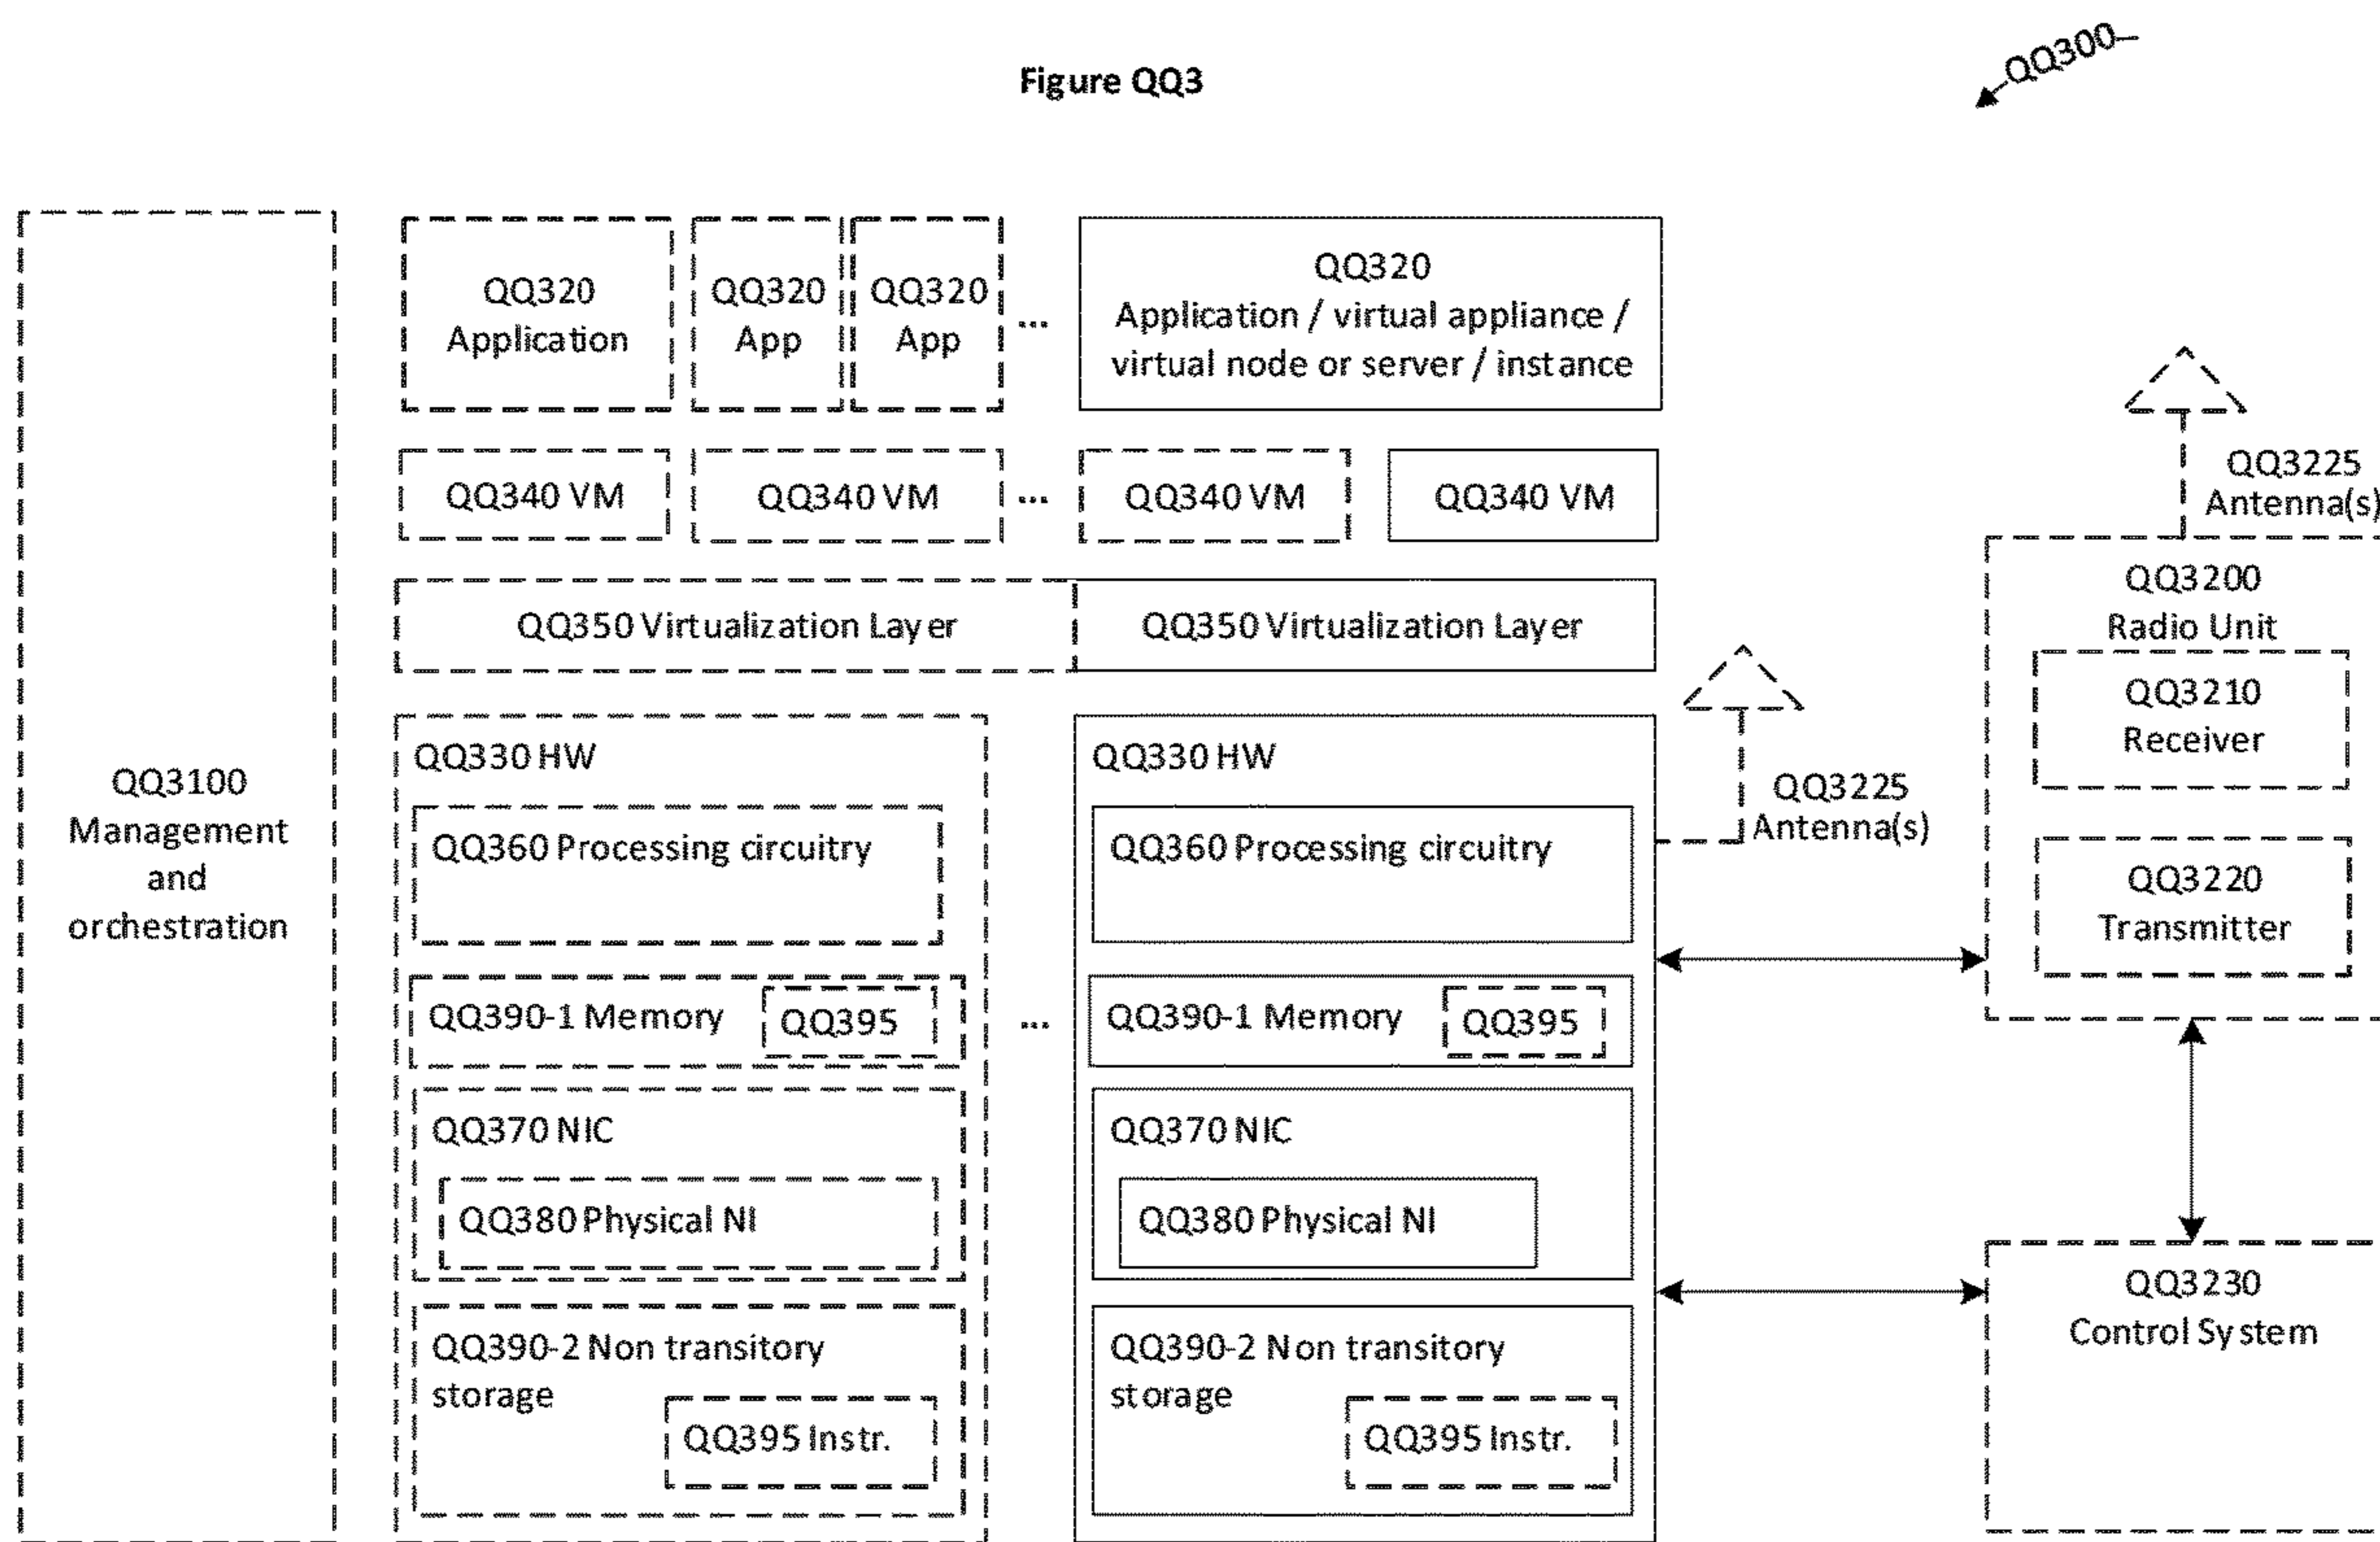 Figure QQ3
QQ300
QQ3100
Management
and
orchestration
QQ320
Application
QQ320
App
QQ320
App
...
QQ320
Application / virtual appliance /
virtual node or server / instance
QQ340 VM
QQ340 VM
...
QQ340 VM
QQ340 VM
QQ350 Virtualization Layer
QQ350 Virtualization Layer
QQ330 HW
QQ360 Processing circuitry
QQ390-1 Memory
QQ395
QQ370 NIC
QQ380 Physical NI
QQ390-2 Non transitory
storage
QQ395 Instr.
...
QQ330 HW
QQ360 Processing circuitry
QQ390-1 Memory
QQ395
QQ370 NIC
QQ380 Physical NI
QQ390-2 Non transitory
storage
QQ395 Instr.
QQ3225
Antenna(s)
QQ3225
Antenna(s)
QQ3200
Radio Unit
QQ3210
Receiver
QQ3220
Transmitter
QQ3230
Control System